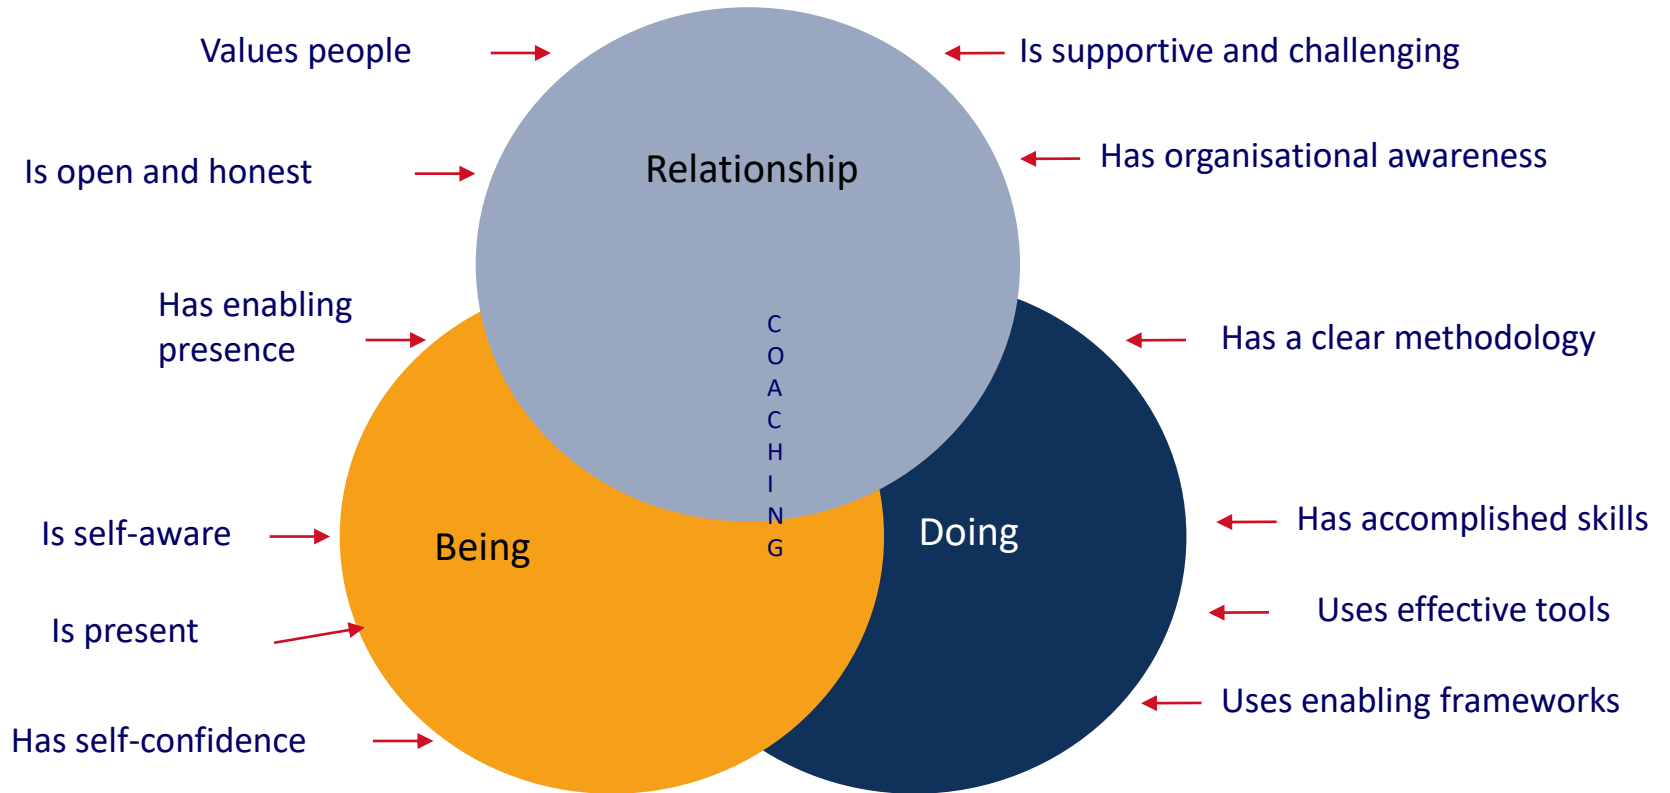 Values people
Is supportive and challenging
Relationship
Has organisational awareness
Is open and honest
Has enabling
presence
C
O
A
C
H
I
N
G
Has a clear methodology
Is self-aware
Being
Doing
Has accomplished skills
Is present
Uses effective tools
Has self-confidence
Uses enabling frameworks